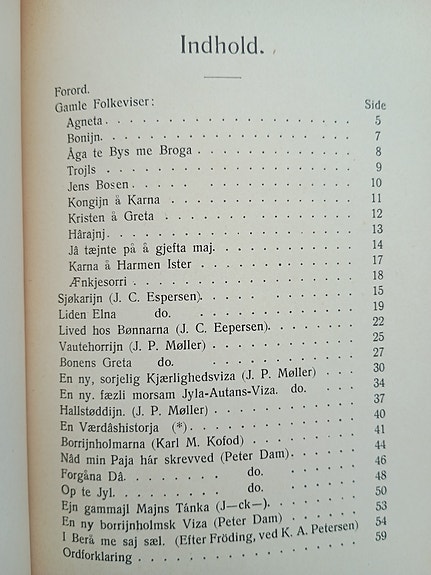 Indhold.
Forord.
Gamle Folkeviser: Side
Agneta . . . . . . . . . . . . . 5
Bonijn. . . . . . . . . . . . . 7
Åga te Bys me Broga . . . . . . . . 8
Trojls . . . . . . . . . . . . . 9
Jens Bosen . . . . . . . . . . . . 10
Kongijn å Karna . . . . . . . . . . 11
Kristen å Greta . . . . . . . . . . 12
Hårajnj. . . . . . . . . . . . . 13
Jå tæjnte på å gjefta maj. . . . . . . . 14
Karna å Harmen Ister . . . . . . . . . 17
Ænkjesorri . . . . . . . . . . . . 18
Sjøkarijn (J. C. Espersen). . . . . . . . . 15
Liden Elna do. . . . . . . . . . 19
Lived hos Bønnarna (J. C. Eepersen). . . . . . 22
Vautehorrijn (J. P. Møller) . . . . . . . . 25
Bonens Greta do. . . . . . . . . 27
En ny, sorjelig Kjærlighedsviza (J. P. Møller) . . . 30
En ny. fæzli morsam Jyla-Autans-Viza. do. . . . 34
Hallstøddijn. (J. P. Møller) . . . . . . . . 37
En Værdåshistorja (*) . . . . . . . . . . 40
Borrijnholmarna (Karl M. Kofod) . . . . . . . 41
Nåd min Paja hár skrevved (Peter Dam). . . . . 44
Forgåna Då. do. . . . . . 46
Op te Jyl. do. . . . . . 48
Ejn gammajl Majns Tánka (J—ck—). . . . . . 50
En ny borrijnholmsk Viza (Peter Dam) . . . . . 53
I Berå me saj sæl. (Efter Fröding, ved K. A. Petersen) 54
Ordforklaring . . . . . . . . . . . . 59